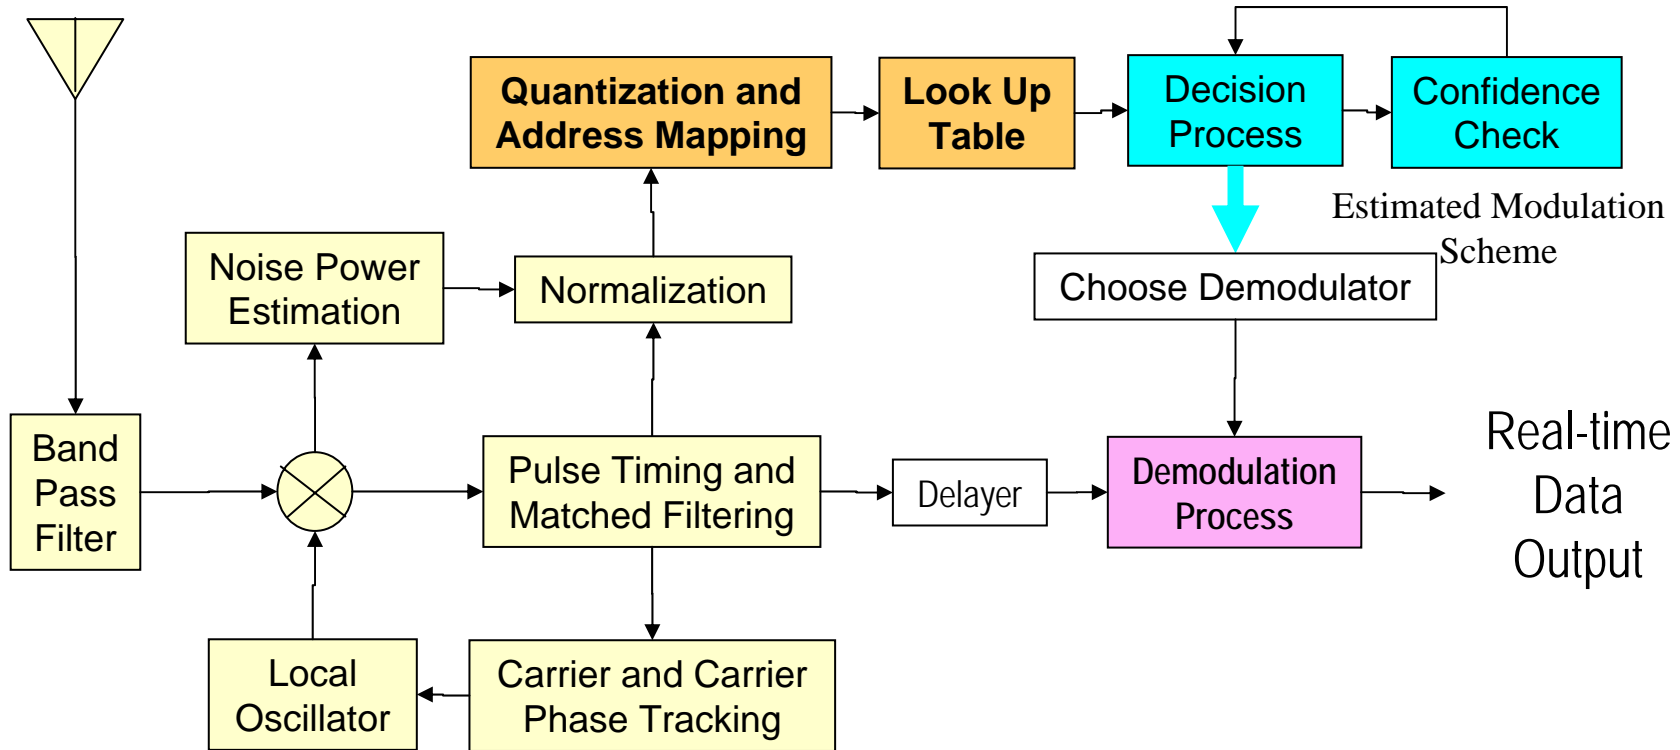 Quantization and
Address Mapping
Look Up
Table
Decision
Process
Confidence
Check
Estimated Modulation
Scheme
Noise Power
Estimation
Normalization
Choose Demodulator
Band
Pass
Filter
Pulse Timing and
Matched Filtering
Delayer
Demodulation
Process
Real-time
Data
Output
Local
Oscillator
Carrier and Carrier
Phase Tracking